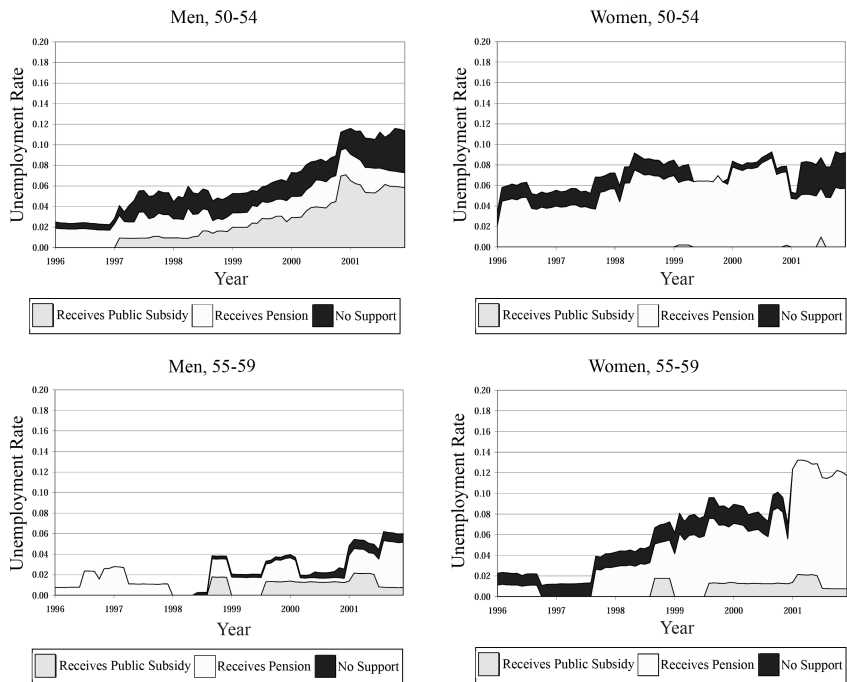 Men, 50-54
0.20
0.18
0.16
0.14
0.12
0.10
0.08
0.06
0.04
0.02
0.00
Unemployment Rate
1996 1997 1998 1999 2000 2001
Year
Receives Public Subsidy Receives Pension No Support
Women, 50-54
0.20
0.18
0.16
0.14
0.12
0.10
0.08
0.06
0.04
0.02
0.00
Unemployment Rate
1996 1997 1998 1999 2000 2001
Year
Receives Public Subsidy Receives Pension No Support
Men, 55-59
0.20
0.18
0.16
0.14
0.12
0.10
0.08
0.06
0.04
0.02
0.00
Unemployment Rate
1996 1997 1998 1999 2000 2001
Year
Receives Public Subsidy Receives Pension No Support
Women, 55-59
0.20
0.18
0.16
0.14
0.12
0.10
0.08
0.06
0.04
0.02
0.00
Unemployment Rate
1996 1997 1998 1999 2000 2001
Year
Receives Public Subsidy Receives Pension No Support